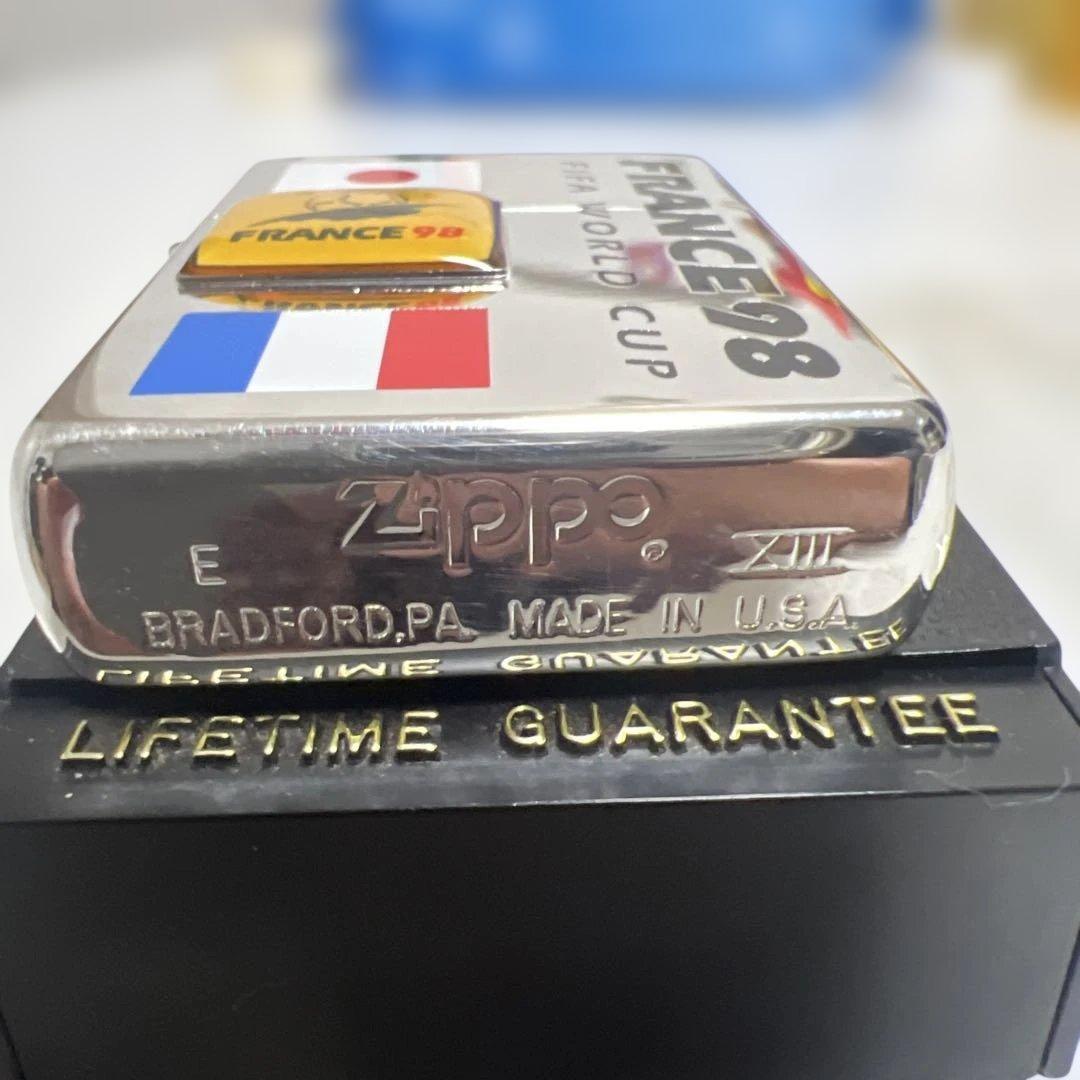 FRANCE 98
FIFA WORLD CUP
FRANCE 98
E Zippo ® XIII
BRADFORD,PA. MADE IN U.S.A.
LIFETIME GUARANTEE